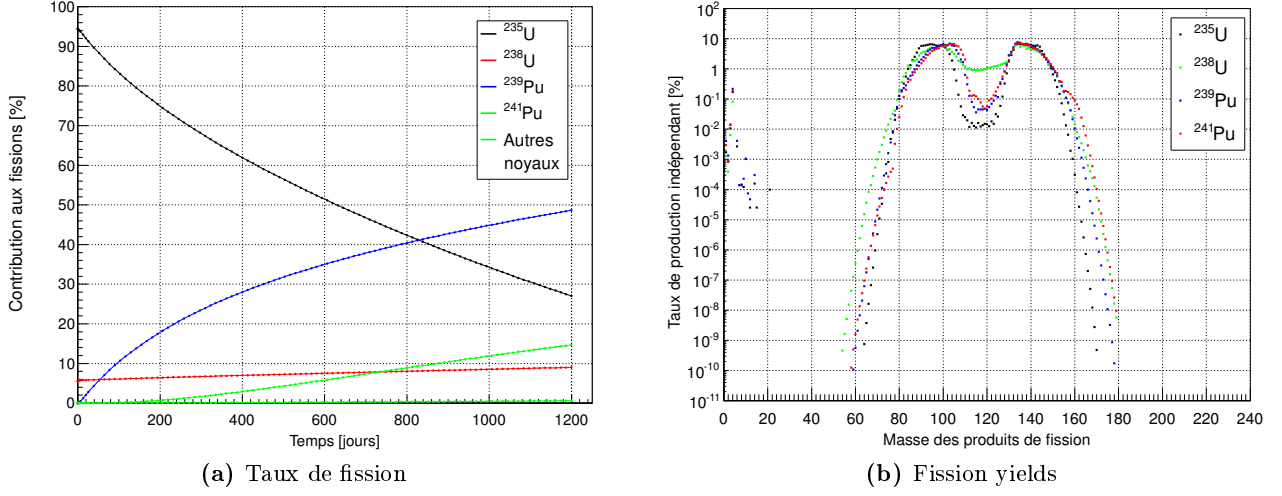 Contribution aux fissions [%]
100
90
80
70
60
50
40
30
20
10
0
0 200 400 600 800 1000 1200
Temps [jours]
²³⁵U
²³⁸U
²³⁹Pu
²⁴¹Pu
Autres
noyaux
(a) Taux de fission
Taux de production indépendant [%]
10²
10
1
10⁻¹
10⁻²
10⁻³
10⁻⁴
10⁻⁵
10⁻⁶
10⁻⁷
10⁻⁸
10⁻⁹
10⁻¹⁰
10⁻¹¹
0 20 40 60 80 100 120 140 160 180 200 220 240
Masse des produits de fission
²³⁵U
²³⁸U
²³⁹Pu
²⁴¹Pu
(b) Fission yields